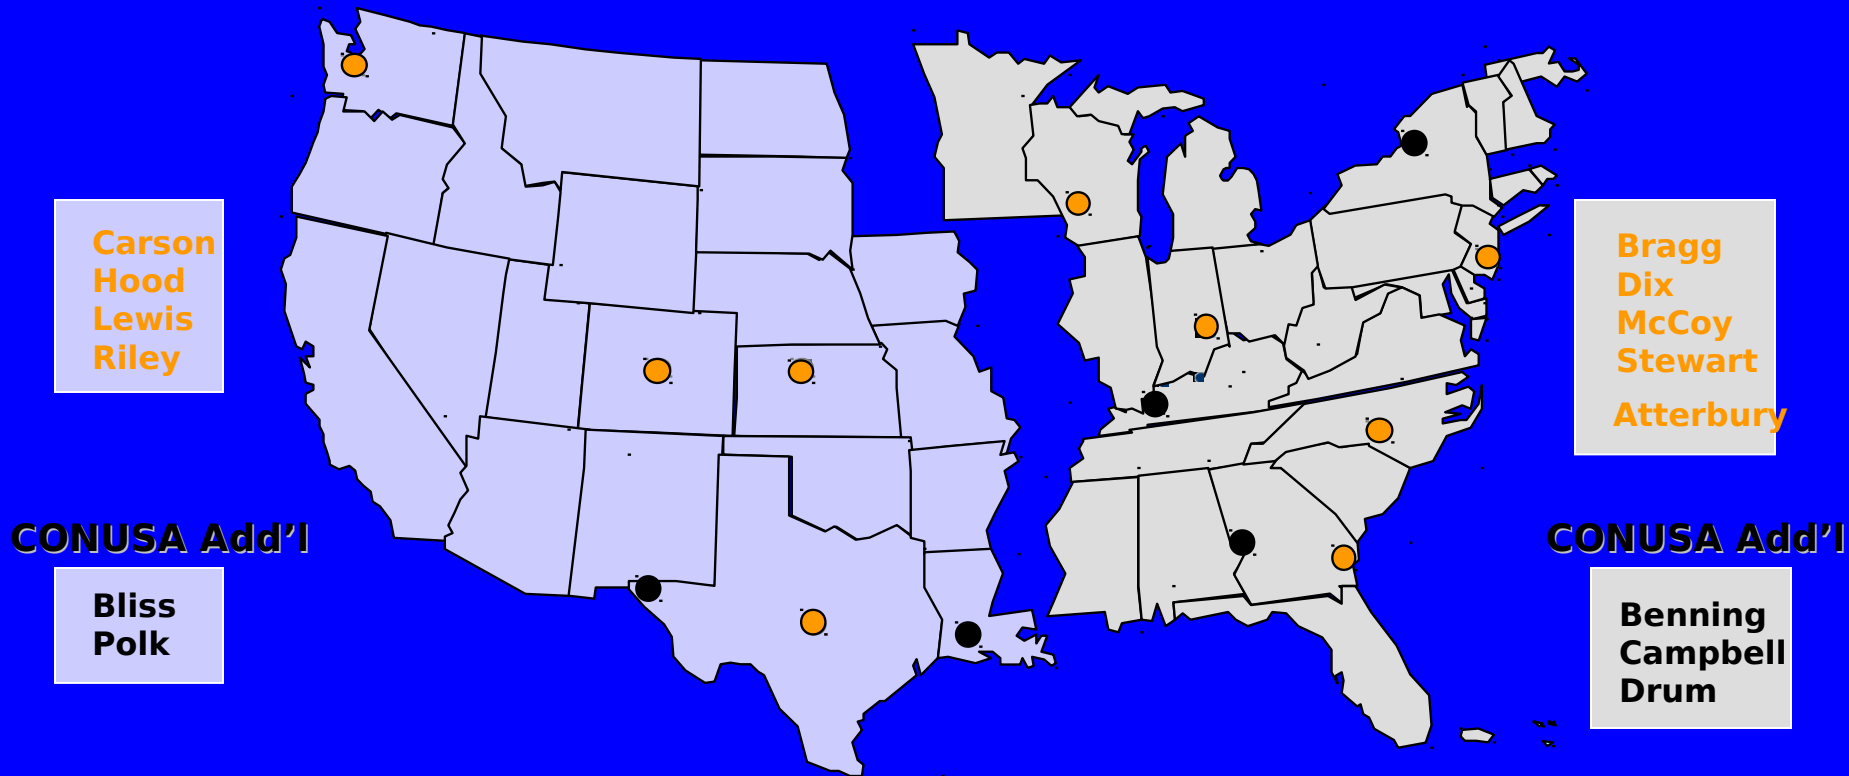 Carson
Hood
Lewis
Riley
CONUSA Add’l
Bliss
Polk
Bragg
Dix
McCoy
Stewart
Atterbury
CONUSA Add’l
Benning
Campbell
Drum